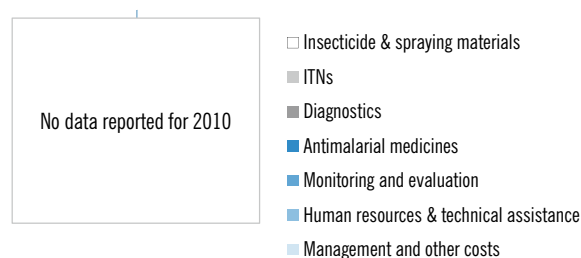 Insecticide & spraying materials
ITNs
No data reported for 2010
Diagnostics
Antimalarial medicines
Monitoring and evaluation
Human resources & technical assistance
Management and other costs